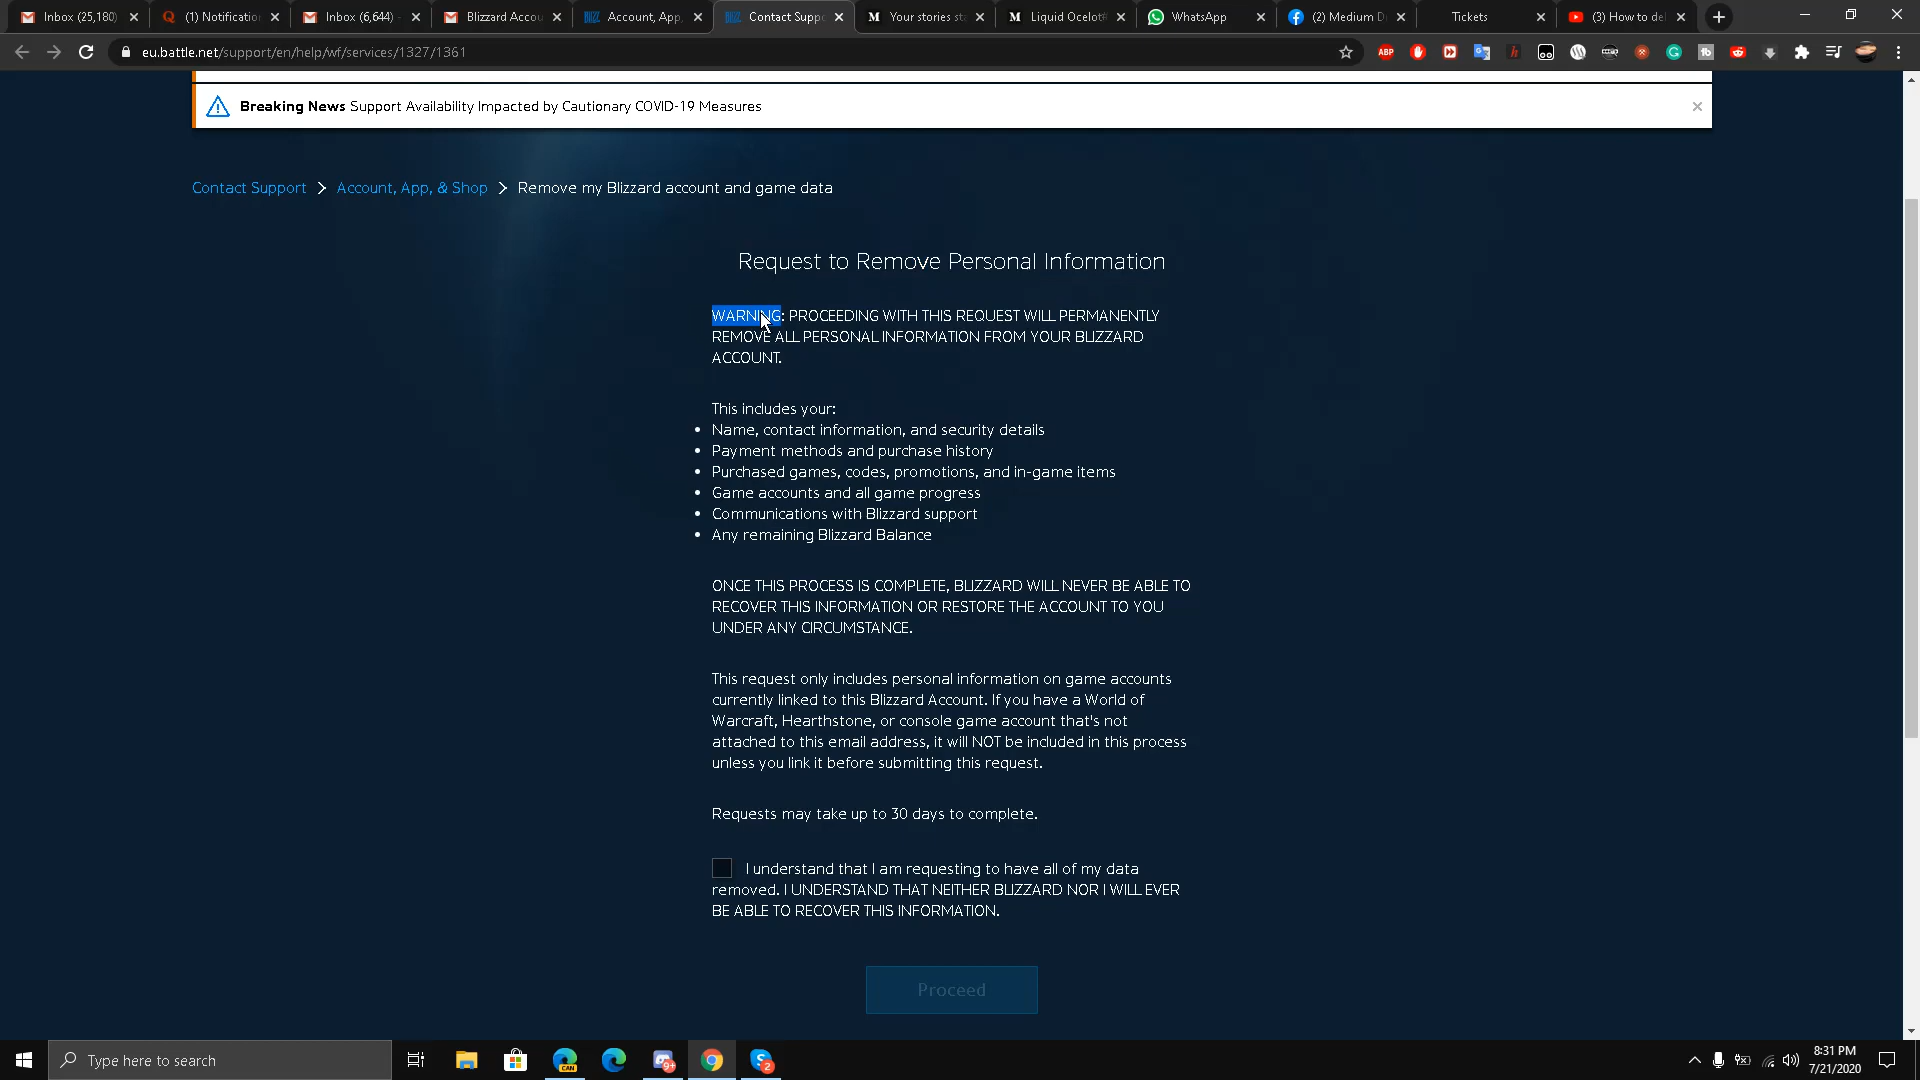 Inbox (25,180)
(1) Notification
Inbox (6,644)
Blizzard Accou
Account, App,
Contact Suppo
Your stories sta
Liquid Ocelot#
WhatsApp
(2) Medium D
Tickets
(3) How to del
eu.battle.net/support/en/help/wf/services/1327/1361
Breaking News Support Availability Impacted by Cautionary COVID-19 Measures
Contact Support > Account, App, & Shop > Remove my Blizzard account and game data
Request to Remove Personal Information
WARNING: PROCEEDING WITH THIS REQUEST WILL PERMANENTLY
REMOVE ALL PERSONAL INFORMATION FROM YOUR BLIZZARD
ACCOUNT.
This includes your:
• Name, contact information, and security details
• Payment methods and purchase history
• Purchased games, codes, promotions, and in-game items
• Game accounts and all game progress
• Communications with Blizzard support
• Any remaining Blizzard Balance
ONCE THIS PROCESS IS COMPLETE, BLIZZARD WILL NEVER BE ABLE TO
RECOVER THIS INFORMATION OR RESTORE THE ACCOUNT TO YOU
UNDER ANY CIRCUMSTANCE.
This request only includes personal information on game accounts
currently linked to this Blizzard Account. If you have a World of
Warcraft, Hearthstone, or console game account that's not
attached to this email address, it will NOT be included in this process
unless you link it before submitting this request.
Requests may take up to 30 days to complete.
I understand that I am requesting to have all of my data
removed. I UNDERSTAND THAT NEITHER BLIZZARD NOR I WILL EVER
BE ABLE TO RECOVER THIS INFORMATION.
Proceed
Type here to search
CAN
9+
2
8:31 PM
7/21/2020